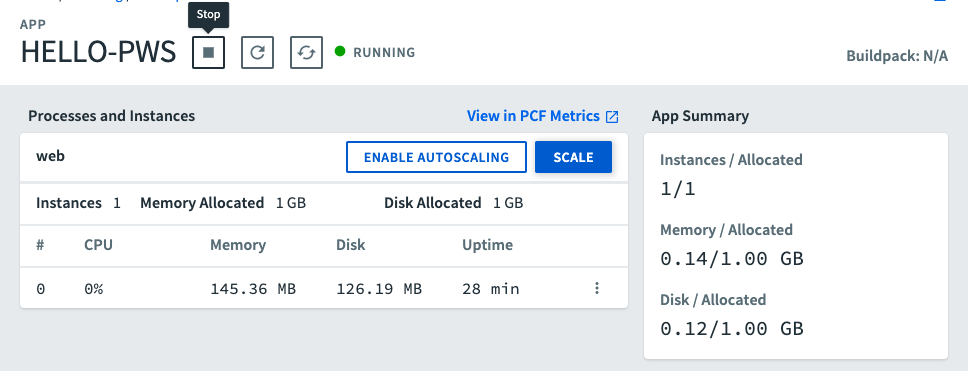 Stop
APP
HELLO-PWS
RUNNING
Buildpack: N/A
Processes and Instances
View in PCF Metrics
web
ENABLE AUTOSCALING
SCALE
Instances 1 Memory Allocated 1 GB Disk Allocated 1 GB
# CPU Memory Disk Uptime
0 0% 145.36 MB 126.19 MB 28 min
App Summary
Instances / Allocated
1/1
Memory / Allocated
0.14/1.00 GB
Disk / Allocated
0.12/1.00 GB